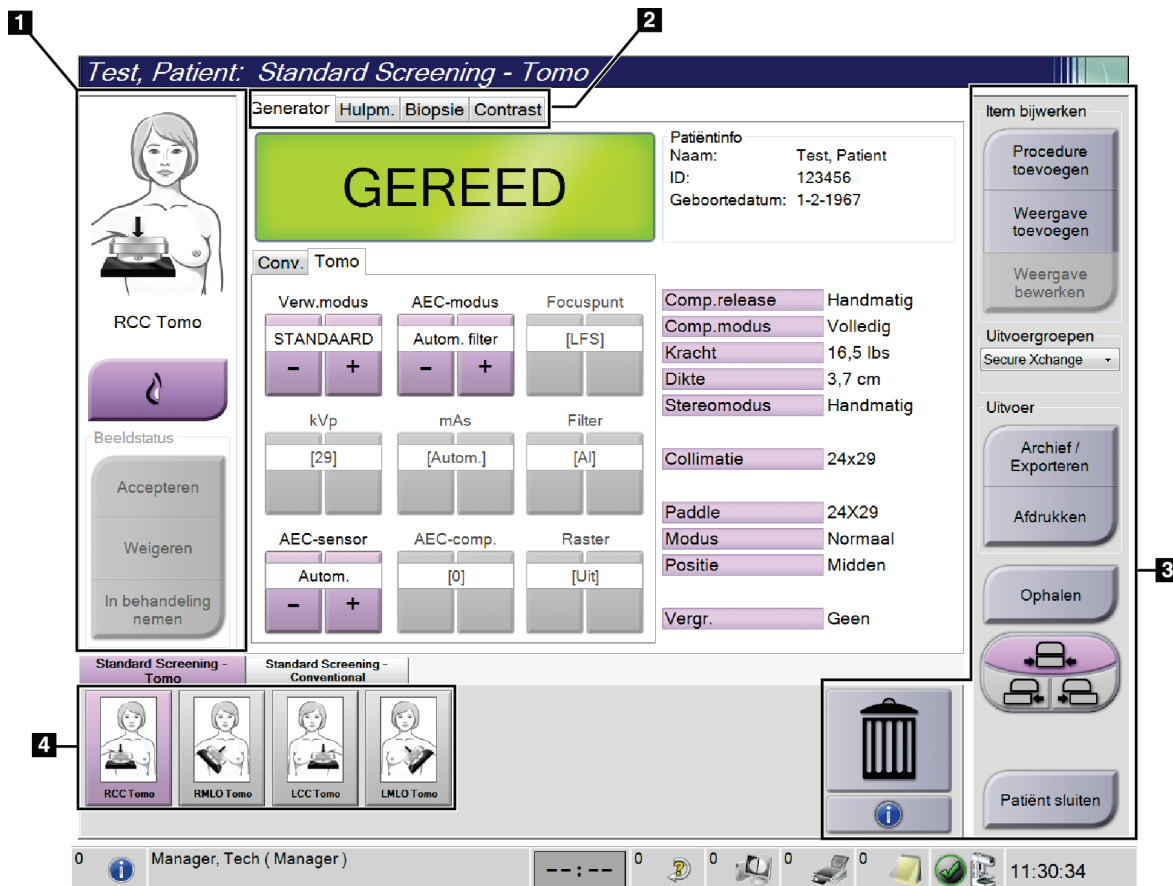 1
2
Test, Patient: Standard Screening - Tomo
Generator
Hulpm.
Biopsie
Contrast
GEREED
Patiëntinfo
Naam: Test, Patient
ID: 123456
Geboortedatum: 1-2-1967
RCC Tomo
Beeldstatus
Accepteren
Weigeren
In behandeling
nemen
Conv.
Tomo
Verw.modus
AEC-modus
Focuspunt
STANDAARD
Autom. filter
[LFS]
- +
- +
kVp
mAs
Filter
[29]
[Autom.]
[Al]
AEC-sensor
AEC-comp.
Raster
Autom.
[0]
[Uit]
- +
Comp.release Handmatig
Comp.modus Volledig
Kracht 16,5 lbs
Dikte 3,7 cm
Stereomodus Handmatig
Collimatie 24x29
Paddle 24X29
Modus Normaal
Positie Midden
Vergr. Geen
Item bijwerken
Procedure
toevoegen
Weergave
toevoegen
Weergave
bewerken
Uitvoergroepen
Secure Xchange
Uitvoer
Archief /
Exporteren
Afdrukken
3
Ophalen
Patiënt sluiten
Standard Screening -
Tomo
Standard Screening -
Conventional
4
RCC Tomo
RMLO Tomo
LCC Tomo
LMLO Tomo
i
0
i
Manager, Tech ( Manager )
--:--
0
?
0
0
0
11:30:34